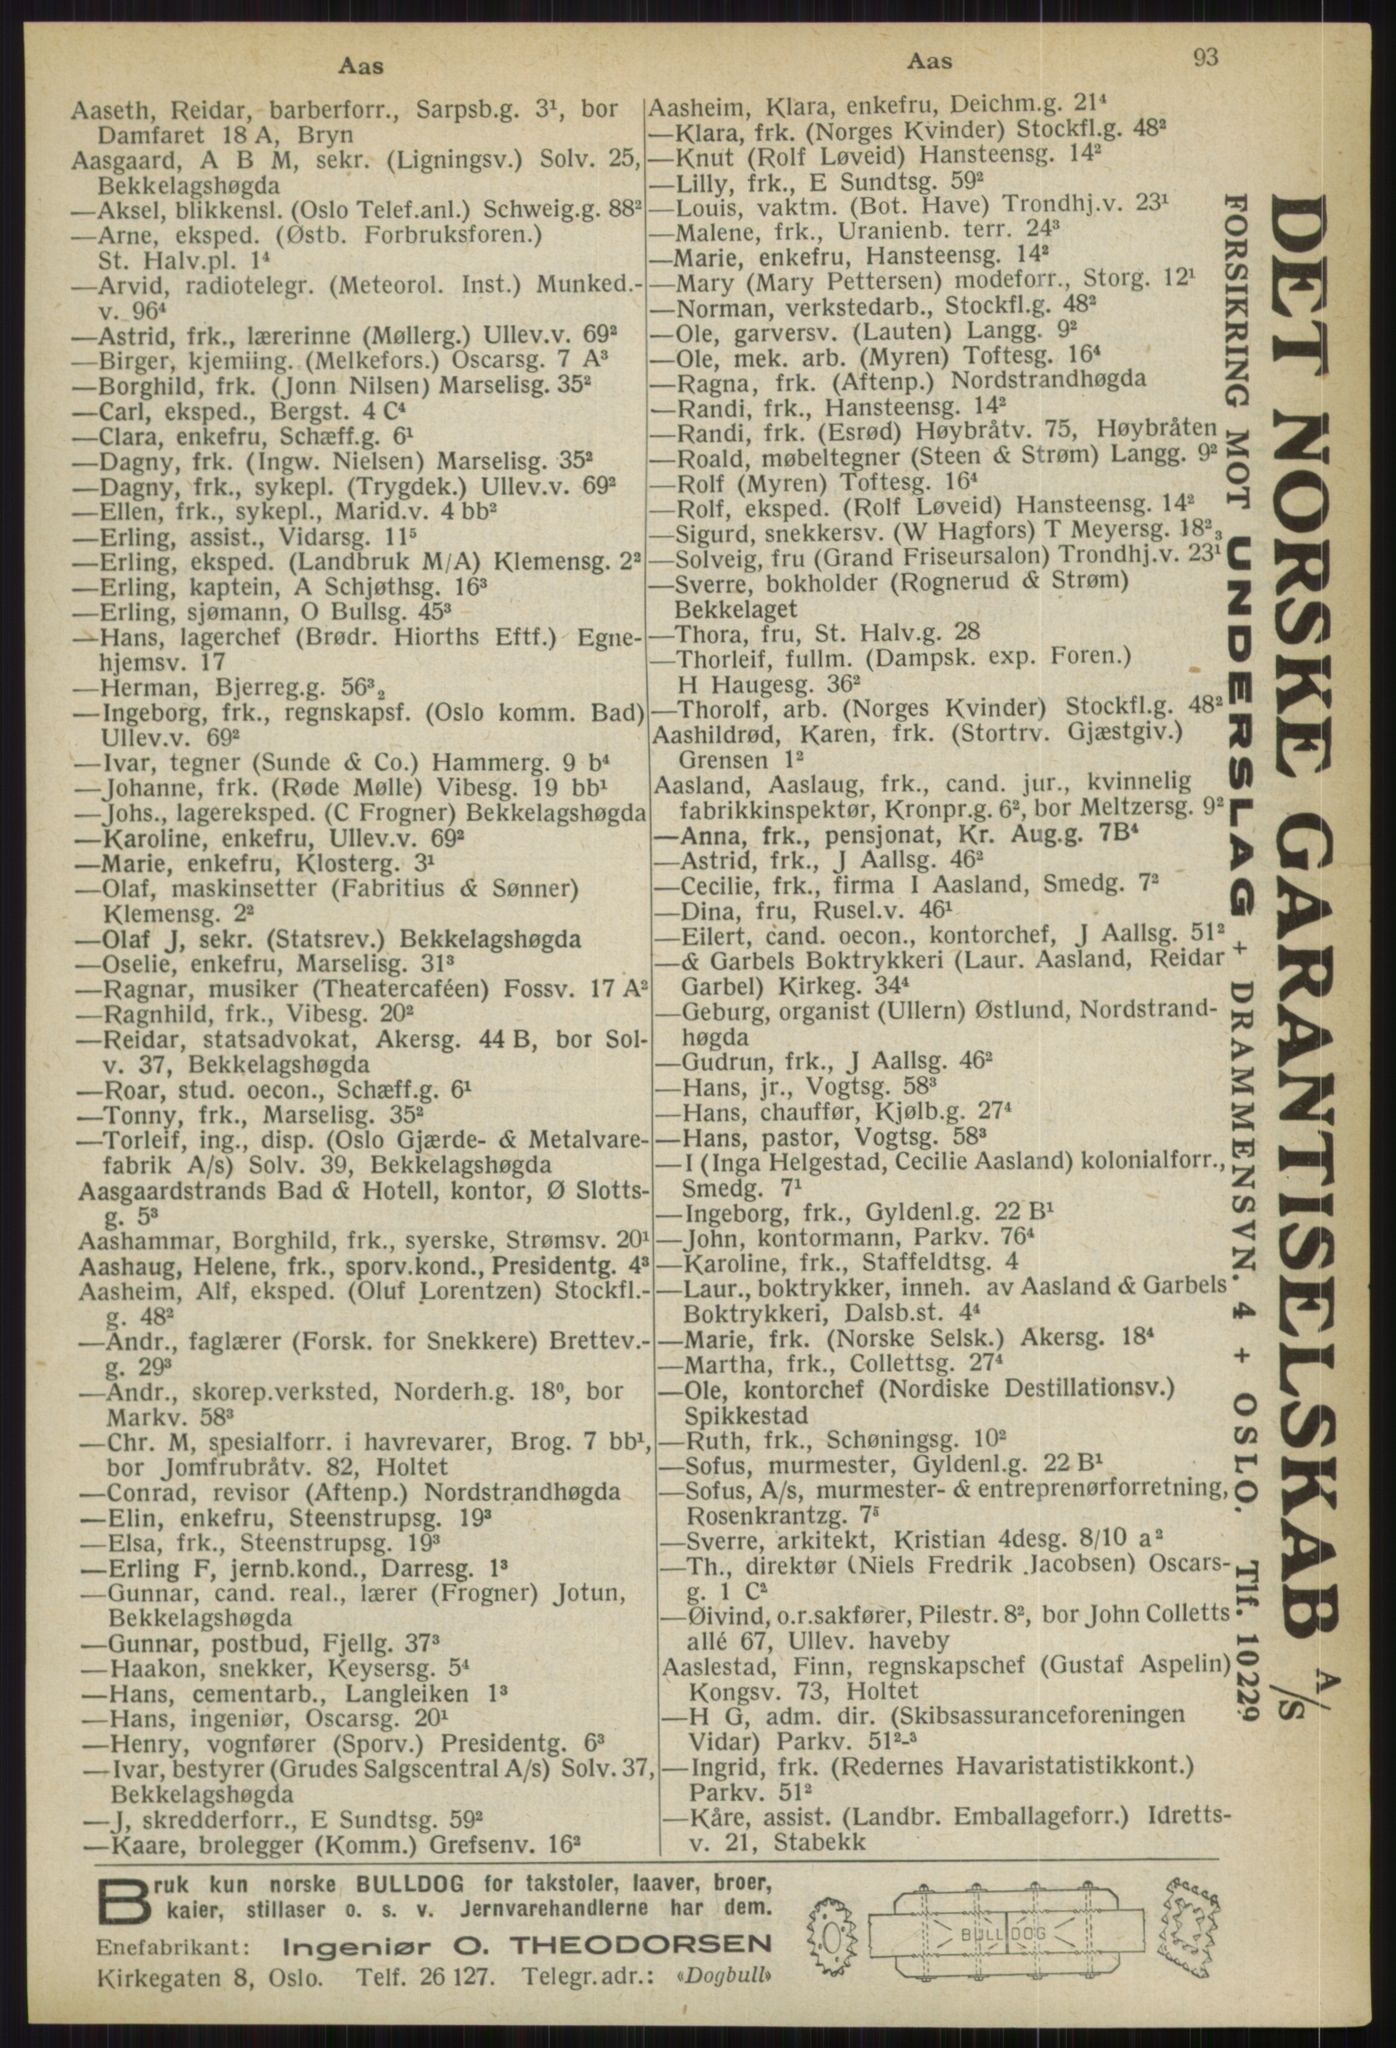 Aas
Aas
93
Aaseth, Reidar, barberforr., Sarpsb.g. 3¹, bor
Damfaret 18 A, Bryn
Aasgaard, A B M, sekr. (Ligningsv.) Solv. 25,
Bekkelagshøgda
—Aksel, blikkensl. (Oslo Telef.anl.) Schweig.g. 88²
—Arne, eksped. (Østb. Forbruksforen.)
St. Halv.pl. 1⁴
—Arvid, radiotelegr. (Meteorol. Inst.) Munked.-
v. 96⁴
—Astrid, frk., lærerinne (Møllerg.) Ullev.v. 69²
—Birger, kjemiing. (Melkefors.) Oscarsg. 7 A³
—Borghild, frk. (Jonn Nilsen) Marselisg. 35²
—Carl, eksped., Bergst. 4 C⁴
—Clara, enkefru, Schæff.g. 6¹
—Dagny, frk. (Ingw. Nielsen) Marselisg. 35²
—Dagny, frk., sykepl. (Trygdek.) Ullev.v. 69²
—Ellen, frk., sykepl., Marid.v. 4 bb²
—Erling, assist., Vidarsg. 11⁵
—Erling, eksped. (Landbruk M/A) Klemensg. 2²
—Erling, kaptein, A Schjøthsg. 16³
—Erling, sjømann, O Bullsg. 45³
—Hans, lagerchef (Brødr. Hiorths Eftf.) Egne-
hjemsv. 17
—Herman, Bjerreg.g. 56³₂
—Ingeborg, frk., regnskapsf. (Oslo komm. Bad)
Ullev.v. 69²
—Ivar, tegner (Sunde & Co.) Hammerg. 9 b⁴
—Johanne, frk. (Røde Mølle) Vibesg. 19 bb¹
—Johs., lagereksped. (C Frogner) Bekkelagshøgda
—Karoline, enkefru, Ullev.v. 69²
—Marie, enkefru, Klosterg. 3¹
—Olaf, maskinsetter (Fabritius & Sønner)
Klemensg. 2²
—Olaf J, sekr. (Statsrev.) Bekkelagshøgda
—Oselie, enkefru, Marselisg. 31³
—Ragnar, musiker (Theatercaféen) Fossv. 17 A²
—Ragnhild, frk., Vibesg. 20²
—Reidar, statsadvokat, Akersg. 44 B, bor Sol-
v. 37, Bekkelagshøgda
—Roar, stud. oecon., Schæff.g. 6¹
—Tonny, frk., Marselisg. 35²
—Torleif, ing., disp. (Oslo Gjærde- & Metalvare-
fabrik A/s) Solv. 39, Bekkelagshøgda
Aasgaardstrands Bad & Hotell, kontor, Ø Slotts-
g. 5³
Aashammar, Borghild, frk., syerske, Strømsv. 20¹
Aashaug, Helene, frk., sporv.kond., Presidentg. 4³
Aasheim, Alf, eksped. (Oluf Lorentzen) Stockfl.-
g. 48²
—Andr., faglærer (Forsk. for Snekkere) Brettev.-
g. 29³
—Andr., skorep.verksted, Norderh.g. 18⁰, bor
Markv. 58³
—Chr. M, spesialforr. i havrevarer, Brog. 7 bb¹,
bor Jomfrubråtv. 82, Holtet
—Conrad, revisor (Aftenp.) Nordstrandhøgda
—Elin, enkefru, Steenstrupsg. 19³
—Elsa, frk., Steenstrupsg. 19³
—Erling F, jernb.kond., Darresg. 1³
—Gunnar, cand. real., lærer (Frogner) Jotun,
Bekkelagshøgda
—Gunnar, postbud, Fjellg. 37³
—Haakon, snekker, Keysersg. 5⁴
—Hans, cementarb., Langleiken 1³
—Hans, ingeniør, Oscarsg. 20¹
—Henry, vognfører (Sporv.) Presidentg. 6³
—Ivar, bestyrer (Grudes Salgscentral A/s) Solv. 37,
Bekkelagshøgda
—J, skredderforr., E Sundtsg. 59²
—Kaare, brolegger (Komm.) Grefsenv. 16²
Aasheim, Klara, enkefru, Deichm.g. 21⁴
—Klara, frk. (Norges Kvinder) Stockfl.g. 48²
—Knut (Rolf Løveid) Hansteensg. 14²
—Lilly, frk., E Sundtsg. 59²
—Louis, vaktm. (Bot. Have) Trondhj.v. 23¹
—Malene, frk., Uranienb. terr. 24³
—Marie, enkefru, Hansteensg. 14²
—Mary (Mary Pettersen) modeforr., Storg. 12¹
—Norman, verkstedarb., Stockfl.g. 48²
—Ole, garversv. (Lauten) Langg. 9²
—Ole, mek. arb. (Myren) Toftesg. 16⁴
—Ragna, frk. (Aftenp.) Nordstrandhøgda
—Randi, frk., Hansteensg. 14²
—Randi, frk. (Esrød) Høybråtv. 75, Høybråten
—Roald, møbeltegner (Steen & Strøm) Langg. 9²
—Rolf (Myren) Toftesg. 16⁴
—Rolf, eksped. (Rolf Løveid) Hansteensg. 14²
—Sigurd, snekkersv. (W Hagfors) T Meyersg. 18²₃
—Solveig, fru (Grand Friseursalon) Trondhj.v. 23¹
—Sverre, bokholder (Rognerud & Strøm)
Bekkelaget
—Thora, fru, St. Halv.g. 28
—Thorleif, fullm. (Dampsk. exp. Foren.)
H Haugesg. 36²
—Thorolf, arb. (Norges Kvinder) Stockfl.g. 48²
Aashildrød, Karen, frk. (Stortrv. Gjæstgiv.)
Grensen 1²
Aasland, Aaslaug, frk., cand. jur., kvinnelig
fabrikkinspektør, Kronpr.g. 6², bor Meltzersg. 9²
—Anna, frk., pensjonat, Kr. Aug.g. 7B⁴
—Astrid, frk., J Aallsg. 46²
—Cecilie, frk., firma I Aasland, Smedg. 7²
—Dina, fru, Rusel.v. 46¹
—Eilert, cand. oecon., kontorchef, J Aallsg. 51²
—& Garbels Boktrykkeri (Laur. Aasland, Reidar
Garbel) Kirkeg. 34⁴
—Geburg, organist (Ullern) Østlund, Nordstrand-
høgda
—Gudrun, frk., J Aallsg. 46²
—Hans, jr., Vogtsg. 58³
—Hans, chauffør, Kjølb.g. 27⁴
—Hans, pastor, Vogtsg. 58³
—I (Inga Helgestad, Cecilie Aasland) kolonialforr.,
Smedg. 7¹
—Ingeborg, frk., Gyldenl.g. 22 B¹
—John, kontormann, Parkv. 76⁴
—Karoline, frk., Staffeldtsg. 4
—Laur., boktrykker, inneh. av Aasland & Garbels
Boktrykkeri, Dalsb.st. 4⁴
—Marie, frk. (Norske Selsk.) Akersg. 18⁴
—Martha, frk., Collettsg. 27⁴
—Ole, kontorchef (Nordiske Destillationsv.)
Spikkestad
—Ruth, frk., Schøningsg. 10²
—Sofus, murmester, Gyldenl.g. 22 B¹
—Sofus, A/s, murmester- & entreprenørforretning,
Rosenkrantzg. 7⁵
—Sverre, arkitekt, Kristian 4desg. 8/10 a²
—Th., direktør (Niels Fredrik Jacobsen) Oscars-
g. 1 C²
—Øivind, o.r.sakfører, Pilestr. 8², bor John Colletts
allé 67, Ullev. haveby
Aaslestad, Finn, regnskapschef (Gustaf Aspelin)
Kongsv. 73, Holtet
—H G, adm. dir. (Skibsassuranceforeningen
Vidar) Parkv. 51²-³
—Ingrid, frk. (Redernes Havaristatistikkont.)
Parkv. 51²
—Kåre, assist. (Landbr. Emballageforr.) Idretts-
v. 21, Stabekk
DET NORSKE GARANTISELSKAB A/S
FORSIKRING MOT UNDERSLAG + DRAMMENSVN. 4 + OSLO. Tlf. 10229
Bruk kun norske BULLDOG for takstoler, laaver, broer,
kaier, stillaser o. s. v. Jernvarehandlerne har dem.
Enefabrikant: Ingeniør O. THEODORSEN
Kirkegaten 8, Oslo. Telf. 26 127. Telegr.adr.: «Dogbull»
BULLDOG